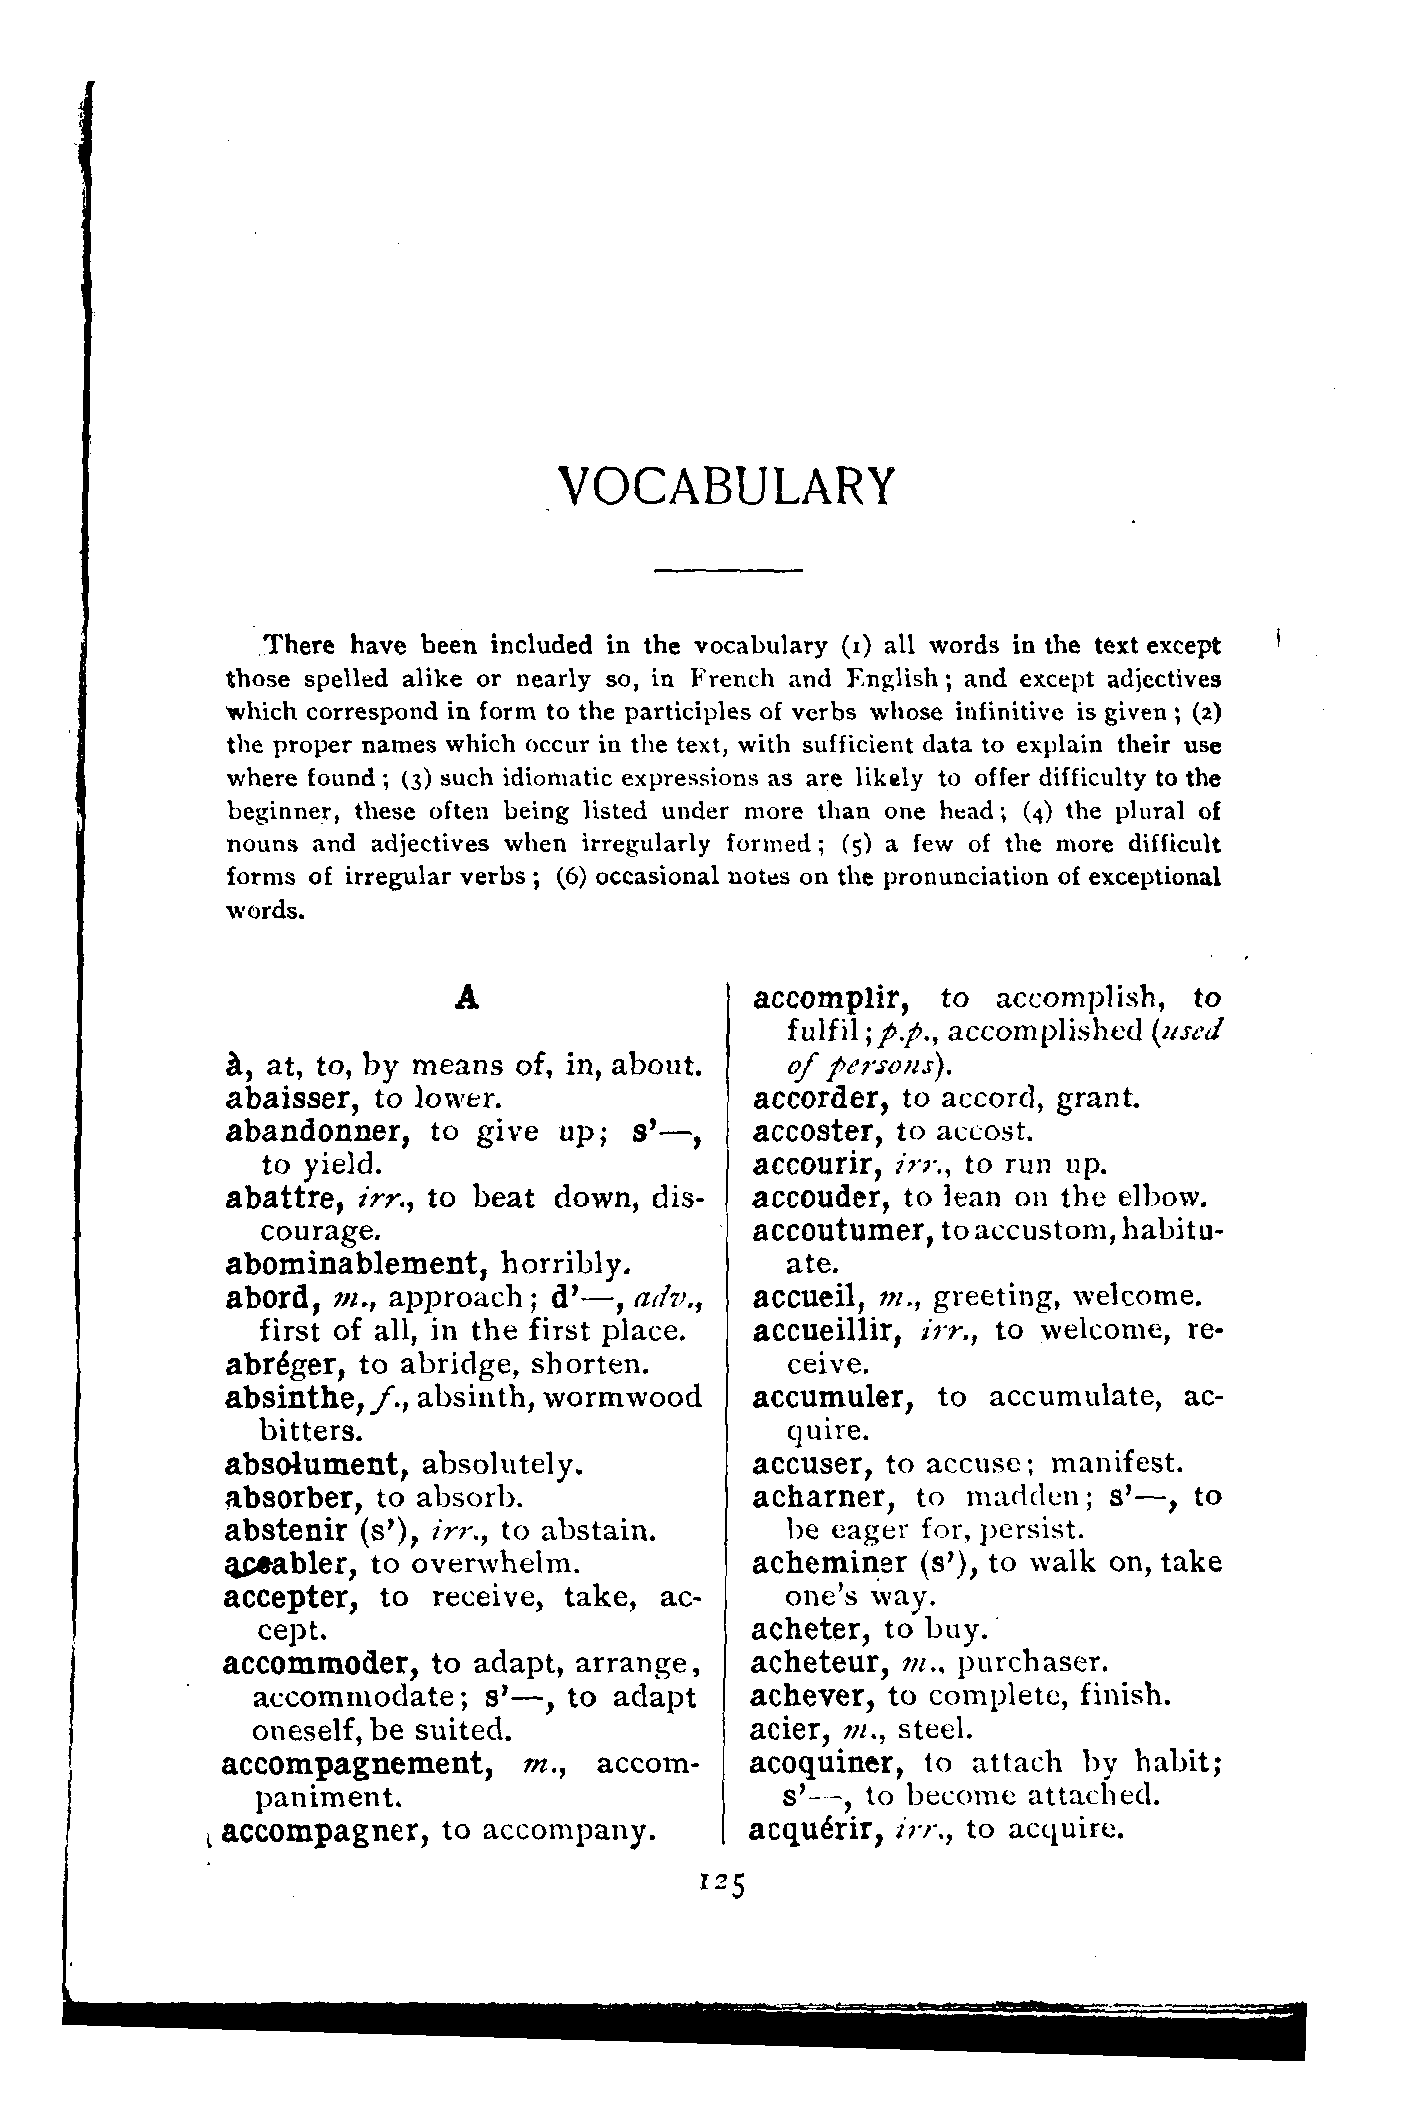 VOCABULARY
There have been included in the vocabulary (1) all words in the text except
those spelled alike or nearly so, in French and English; and except adjectives
which correspond in form to the participles of verbs whose infinitive is given; (2)
the proper names which occur in the text, with sufficient data to explain their use
where found; (3) such idiomatic expressions as are likely to offer difficulty to the
beginner, these often being listed under more than one head; (4) the plural of
nouns and adjectives when irregularly formed; (5) a few of the more difficult
forms of irregular verbs; (6) occasional notes on the pronunciation of exceptional
words.
A
à, at, to, by means of, in, about.
abaisser, to lower.
abandonner, to give up; s'—,
to yield.
abattre, irr., to beat down, dis-
courage.
abominablement, horribly.
abord, m., approach; d'—, adv.,
first of all, in the first place.
abréger, to abridge, shorten.
absinthe, f., absinth, wormwood
bitters.
absolument, absolutely.
absorber, to absorb.
abstenir (s'), irr., to abstain.
accabler, to overwhelm.
accepter, to receive, take, ac-
cept.
accommoder, to adapt, arrange,
accommodate; s'—, to adapt
oneself, be suited.
accompagnement, m., accom-
paniment.
accompagner, to accompany.
accomplir, to accomplish, to
fulfil; p.p., accomplished (used
of persons).
accorder, to accord, grant.
accoster, to accost.
accourir, irr., to run up.
accouder, to lean on the elbow.
accoutumer, to accustom, habitu-
ate.
accueil, m., greeting, welcome.
accueillir, irr., to welcome, re-
ceive.
accumuler, to accumulate, ac-
quire.
accuser, to accuse; manifest.
acharner, to madden; s'—, to
be eager for, persist.
acheminer (s'), to walk on, take
one's way.
acheter, to buy.
acheteur, m., purchaser.
achever, to complete, finish.
acier, m., steel.
acoquiner, to attach by habit;
s'—, to become attached.
acquérir, irr., to acquire.
125